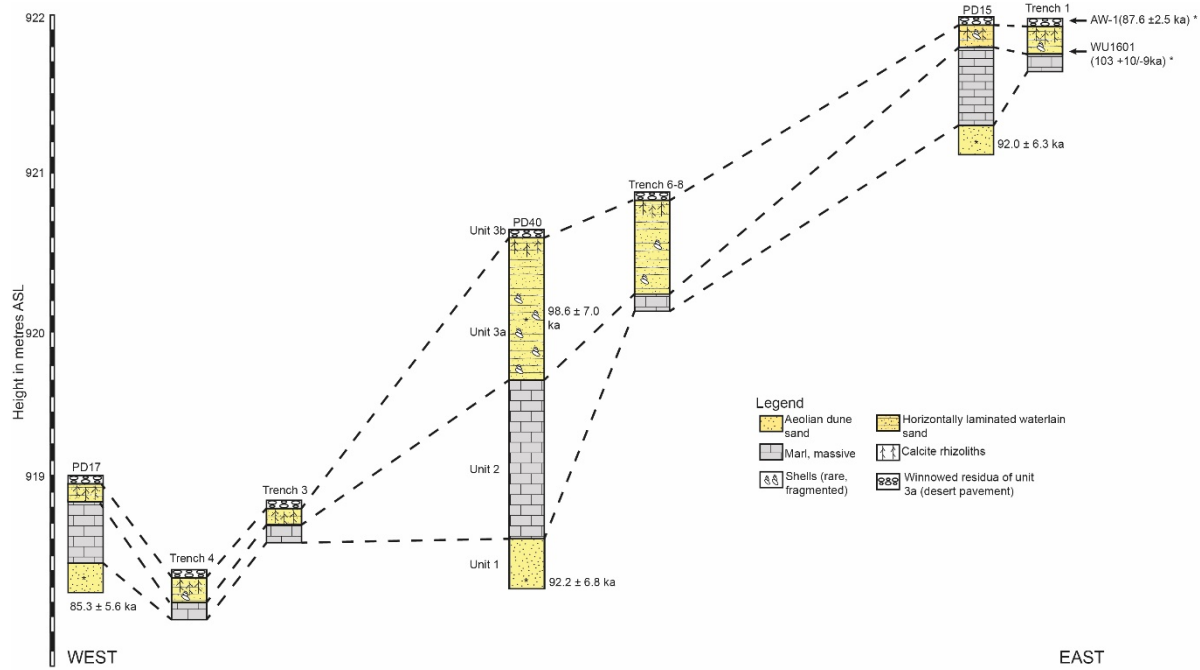 922
921
920
919
Height in metres ASL
WEST
EAST
PD17
85.3 ± 5.6 ka
Trench 4
Trench 3
PD40
Unit 3b
Unit 3a
Unit 2
Unit 1
98.6 ± 7.0
ka
92.2 ± 6.8 ka
Trench 6-8
PD15
92.0 ± 6.3 ka
Trench 1
AW-1(87.6 ±2.5 ka) *
WU1601
(103 +10/-9ka) *
Legend
Aeolian dune
sand
Horizontally laminated waterlain
sand
Marl, massive
Calcite rhizoliths
Shells (rare,
fragmented)
Winnowed residua of unit
3a (desert pavement)